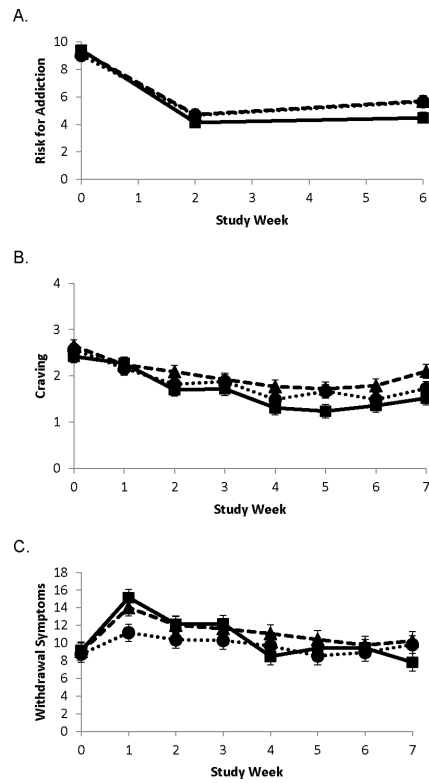 A.
10
8
6
4
2
0
Risk for Addiction
0 1 2 3 4 5 6
Study Week
B.
4
3
2
1
0
Craving
0 1 2 3 4 5 6 7
Study Week
C.
18
16
14
12
10
8
6
4
2
0
Withdrawal Symptoms
0 1 2 3 4 5 6 7
Study Week